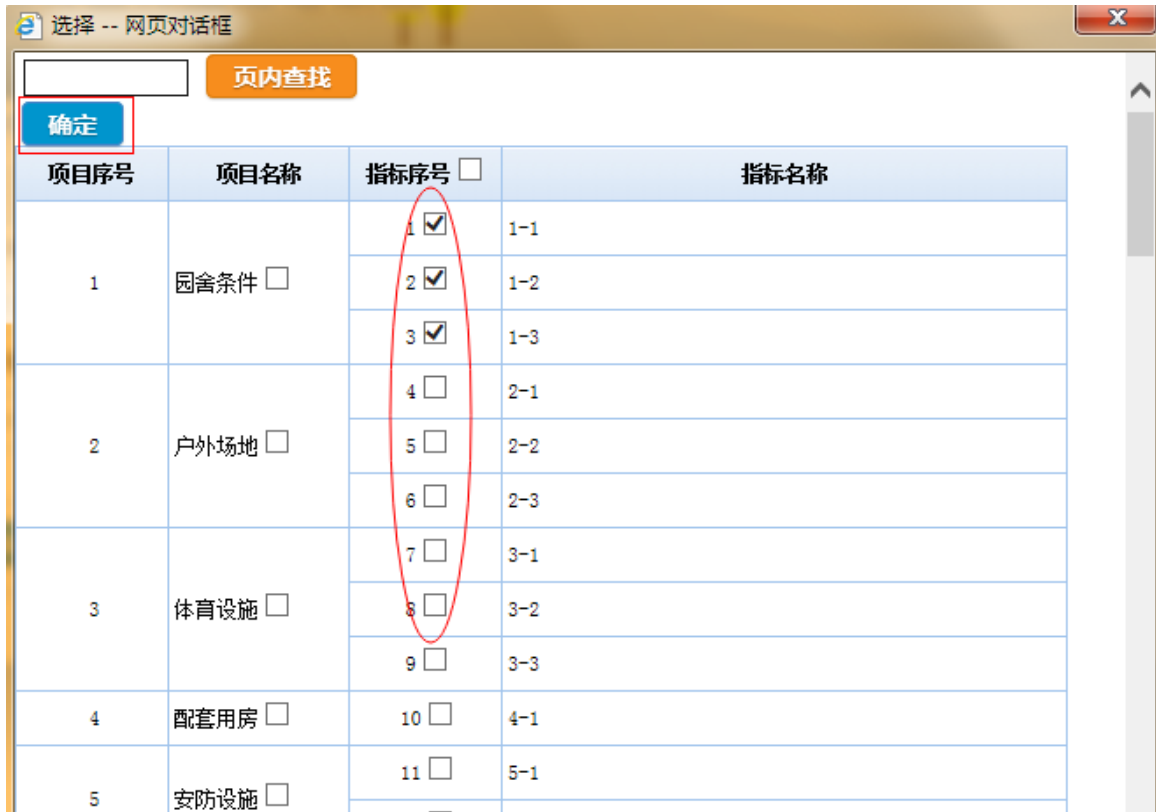 选择 -- 网页对话框
页内查找
确定
项目序号 项目名称 指标序号 指标名称
1 1-1
1 园舍条件 2 1-2
3 1-3
4 2-1
2 户外场地 5 2-2
6 2-3
7 3-1
3 体育设施 8 3-2
9 3-3
4 配套用房 10 4-1
11 5-1
5 安防设施